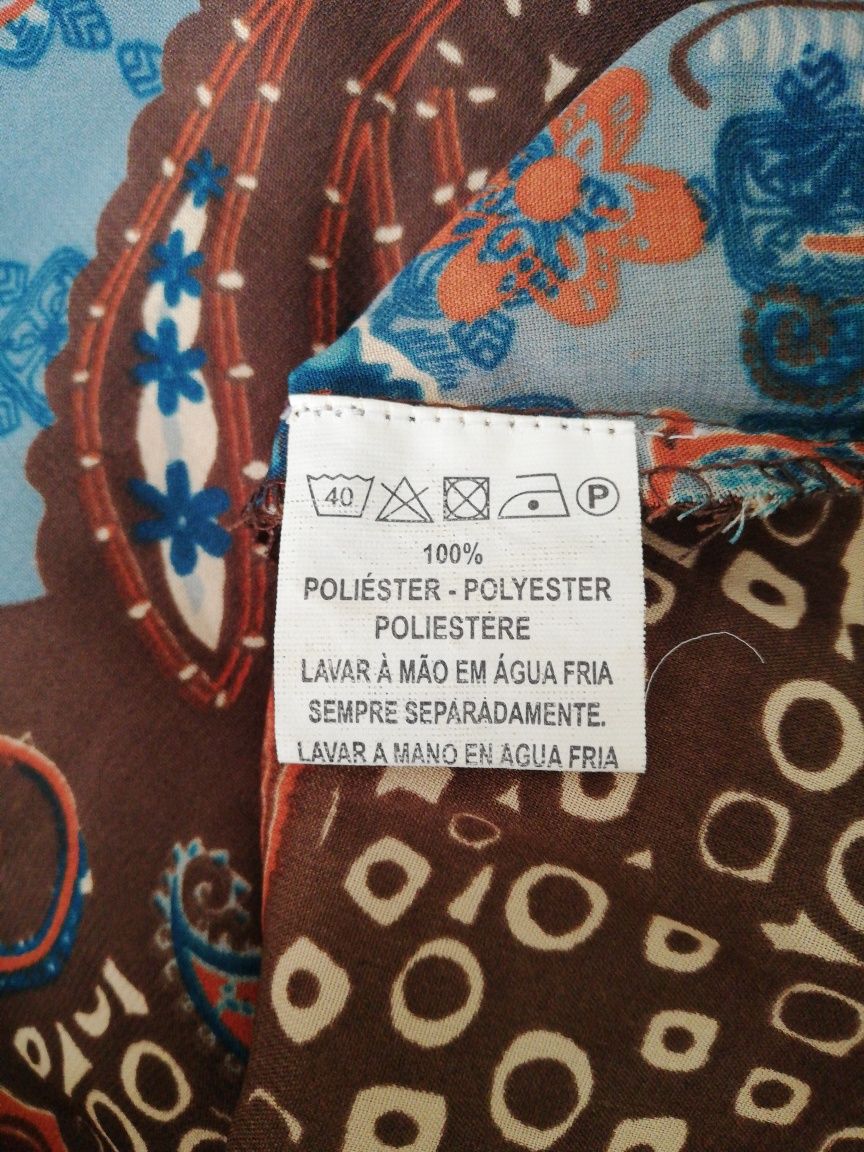 40 P
100%
POLIÉSTER - POLYESTER
POLIESTERE
LAVAR À MÃO EM ÁGUA FRIA
SEMPRE SEPARADAMENTE.
LAVAR A MANO EN AGUA FRIA